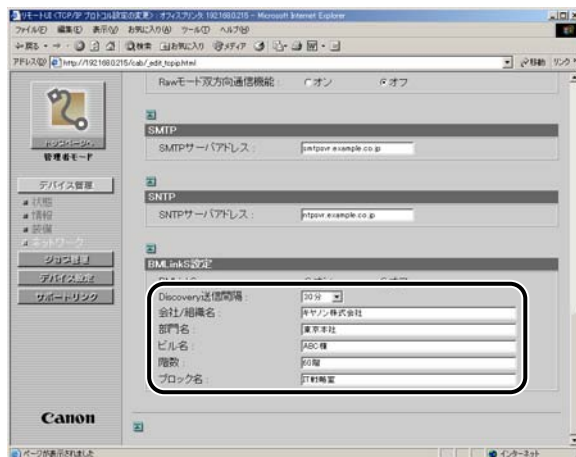 リモートUI <TCP/IP プロトコル設定の変更> : オフィスプリンタ: 192.168.0.215 - Microsoft Internet Explorer
ファイル(F) 編集(E) 表示(V) お気に入り(A) ツール(T) ヘルプ(H)
戻る 検索 お気に入り メディア
アドレス(D) http://192.168.0.215/cab/_edit_tcpip.html 移動 リンク
Rawモード双方向通信機能 : オン オフ
SMTP
SMTPサーバアドレス : smtpsvr.example.co.jp
SNTP
SNTPサーバアドレス : ntpsvr.example.co.jp
BMLinkS設定
Discovery送信間隔 : 30分
会社/組織名 : キヤノン株式会社
部門名 : 東京本社
ビル名 : ABC棟
階数 : 60階
ブロック名 : IT戦略室
トップページへ
管理者モード
デバイス管理
状態
情報
装備
ネットワーク
ジョブ管理
デバイス設定
サポートリンク
Canon
ページが表示されました インターネット